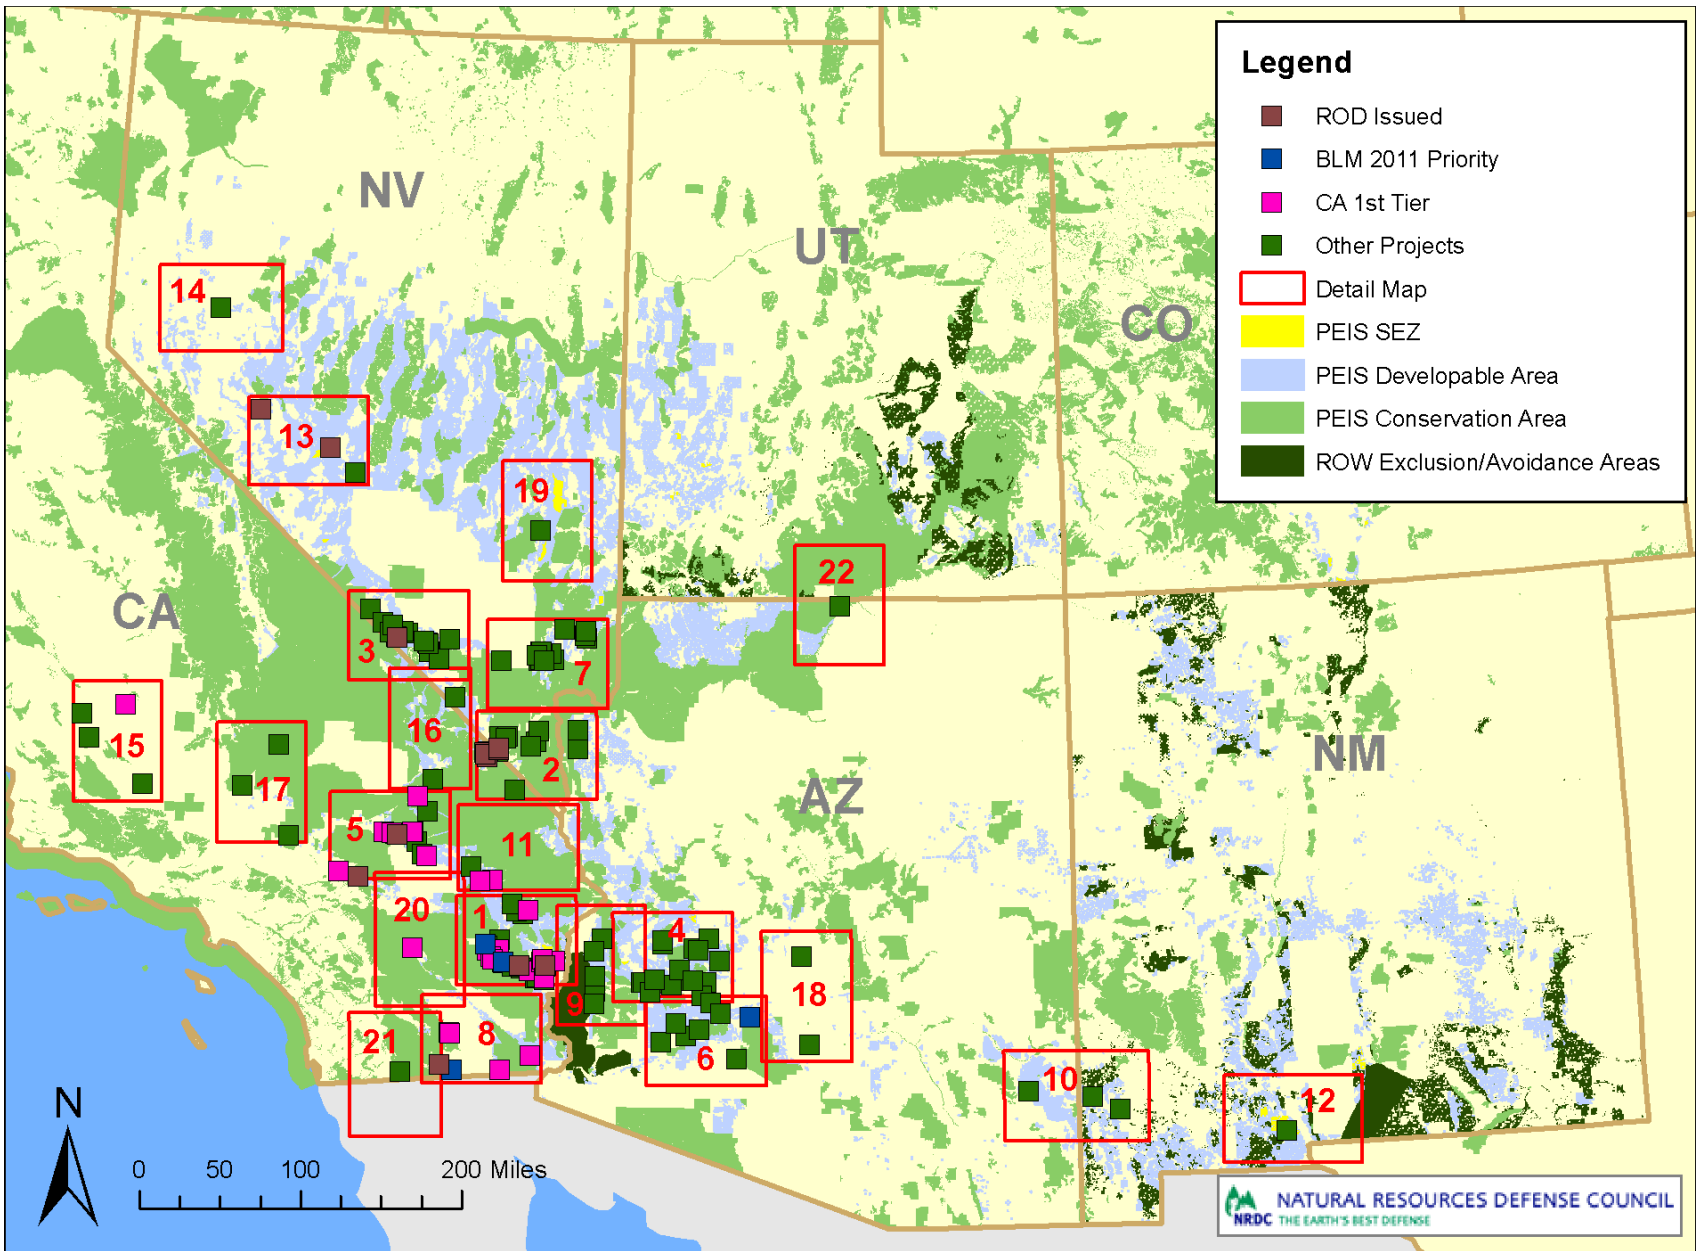 Legend
ROD Issued
BLM 2011 Priority
CA 1st Tier
Other Projects
Detail Map
PEIS SEZ
PEIS Developable Area
PEIS Conservation Area
ROW Exclusion/Avoidance Areas
NV
UT
CO
14
13
19
22
CA
3
7
16
15
17
2
NM
AZ
5
11
20
1
4
9
18
21
8
6
10
12
N
0 50 100 200 Miles
NATURAL RESOURCES DEFENSE COUNCIL
NRDC THE EARTH'S BEST DEFENSE